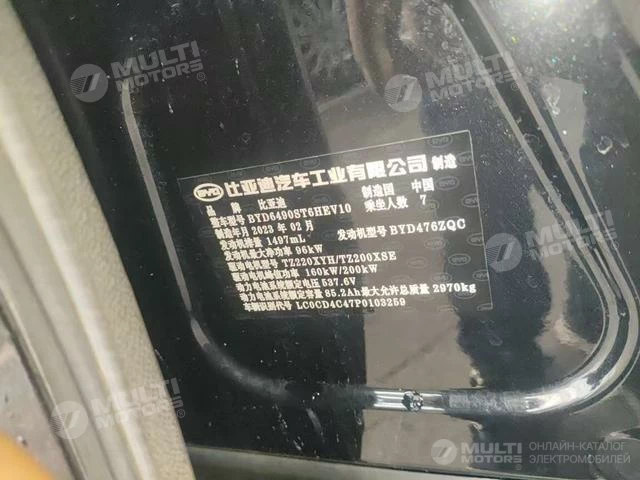 MULTI MOTORS®
MULTI MOTORS®
BYD 比亚迪汽车工业有限公司 制造
品牌 比亚迪 制造国 中国
整车型号 BYD6490ST6HEV10 乘坐人数 7
制造年月 2023 年 02 月
发动机排量 1497mL 发动机型号 BYD476ZQC
发动机最大净功率 96kW
驱动电机型号 TZ220XYH/TZ200XSE
驱动电机峰值功率 160kW/200kW
动力电池系统额定电压 537.6V
动力电池系统额定容量 85.2Ah 最大允许总质量 2970kg
车辆识别代号 LC0CD4C47P0103259
MULTI MOTORS®
MULTI MOTORS®
MULTI MOTORS ОНЛАЙН-КАТАЛОГ ЭЛЕКТРОМОБИЛЕЙ